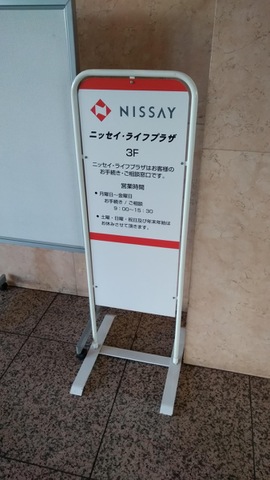 NISSAY
ニッセイ・ライフプラザ
3F
ニッセイ・ライフプラザはお客様の
お手続き・ご相談窓口です。
営業時間
●月曜日〜金曜日
お手続き / ご相談
9：00〜15：30
●土曜・日曜・祝日及び年末年始は
お休みさせて頂きます。